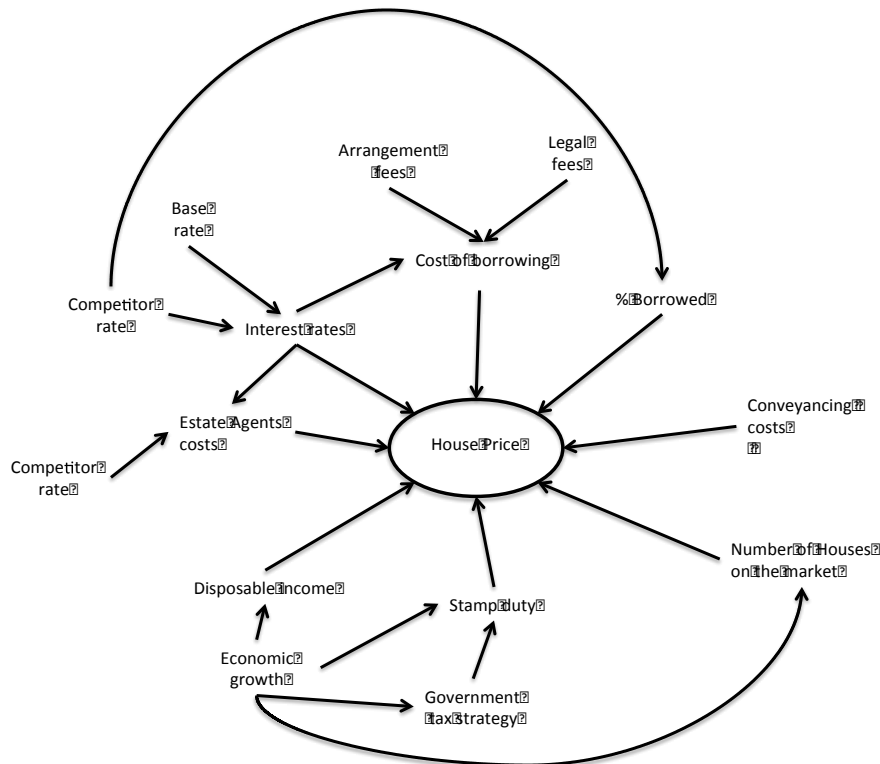 Legal
fees
Arrangement
fees
Base
rate
Cost of borrowing
Competitor
rate
Interest rates
% Borrowed
Estate Agents
costs
Conveyancing
costs
House Price
Competitor
rate
Number of Houses
on the market
Disposable income
Stamp duty
Economic
growth
Government
tax strategy